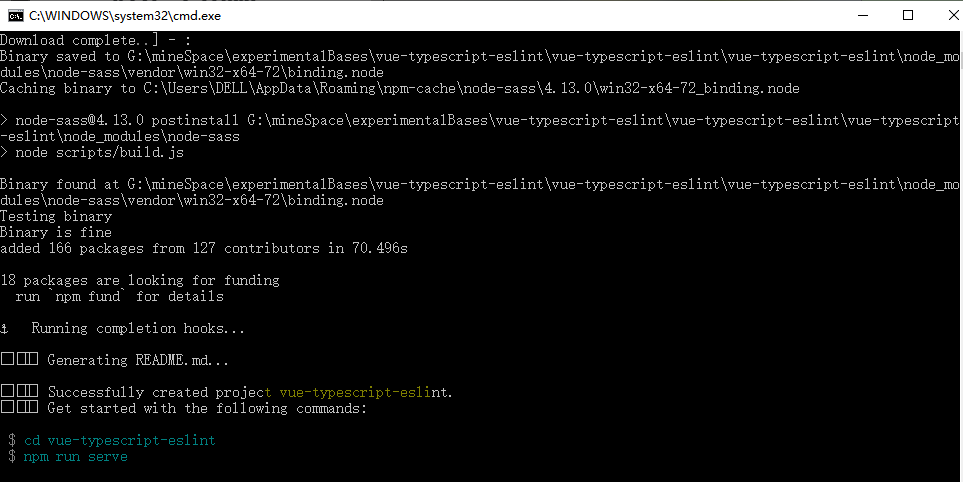 C:\WINDOWS\system32\cmd.exe
Download complete..] - :
Binary saved to G:\mineSpace\experimentalBases\vue-typescript-eslint\vue-typescript-eslint\vue-typescript-eslint\node_mo
dules\node-sass\vendor\win32-x64-72\binding.node
Caching binary to C:\Users\DELL\AppData\Roaming\npm-cache\node-sass\4.13.0\win32-x64-72_binding.node
> node-sass@4.13.0 postinstall G:\mineSpace\experimentalBases\vue-typescript-eslint\vue-typescript-eslint\vue-typescript
-eslint\node_modules\node-sass
> node scripts/build.js
Binary found at G:\mineSpace\experimentalBases\vue-typescript-eslint\vue-typescript-eslint\vue-typescript-eslint\node_mo
dules\node-sass\vendor\win32-x64-72\binding.node
Testing binary
Binary is fine
added 166 packages from 127 contributors in 70.496s
18 packages are looking for funding
  run `npm fund` for details
⚓   Running completion hooks...
Generating README.md...
Successfully created project vue-typescript-eslint.
Get started with the following commands:
$ cd vue-typescript-eslint
$ npm run serve